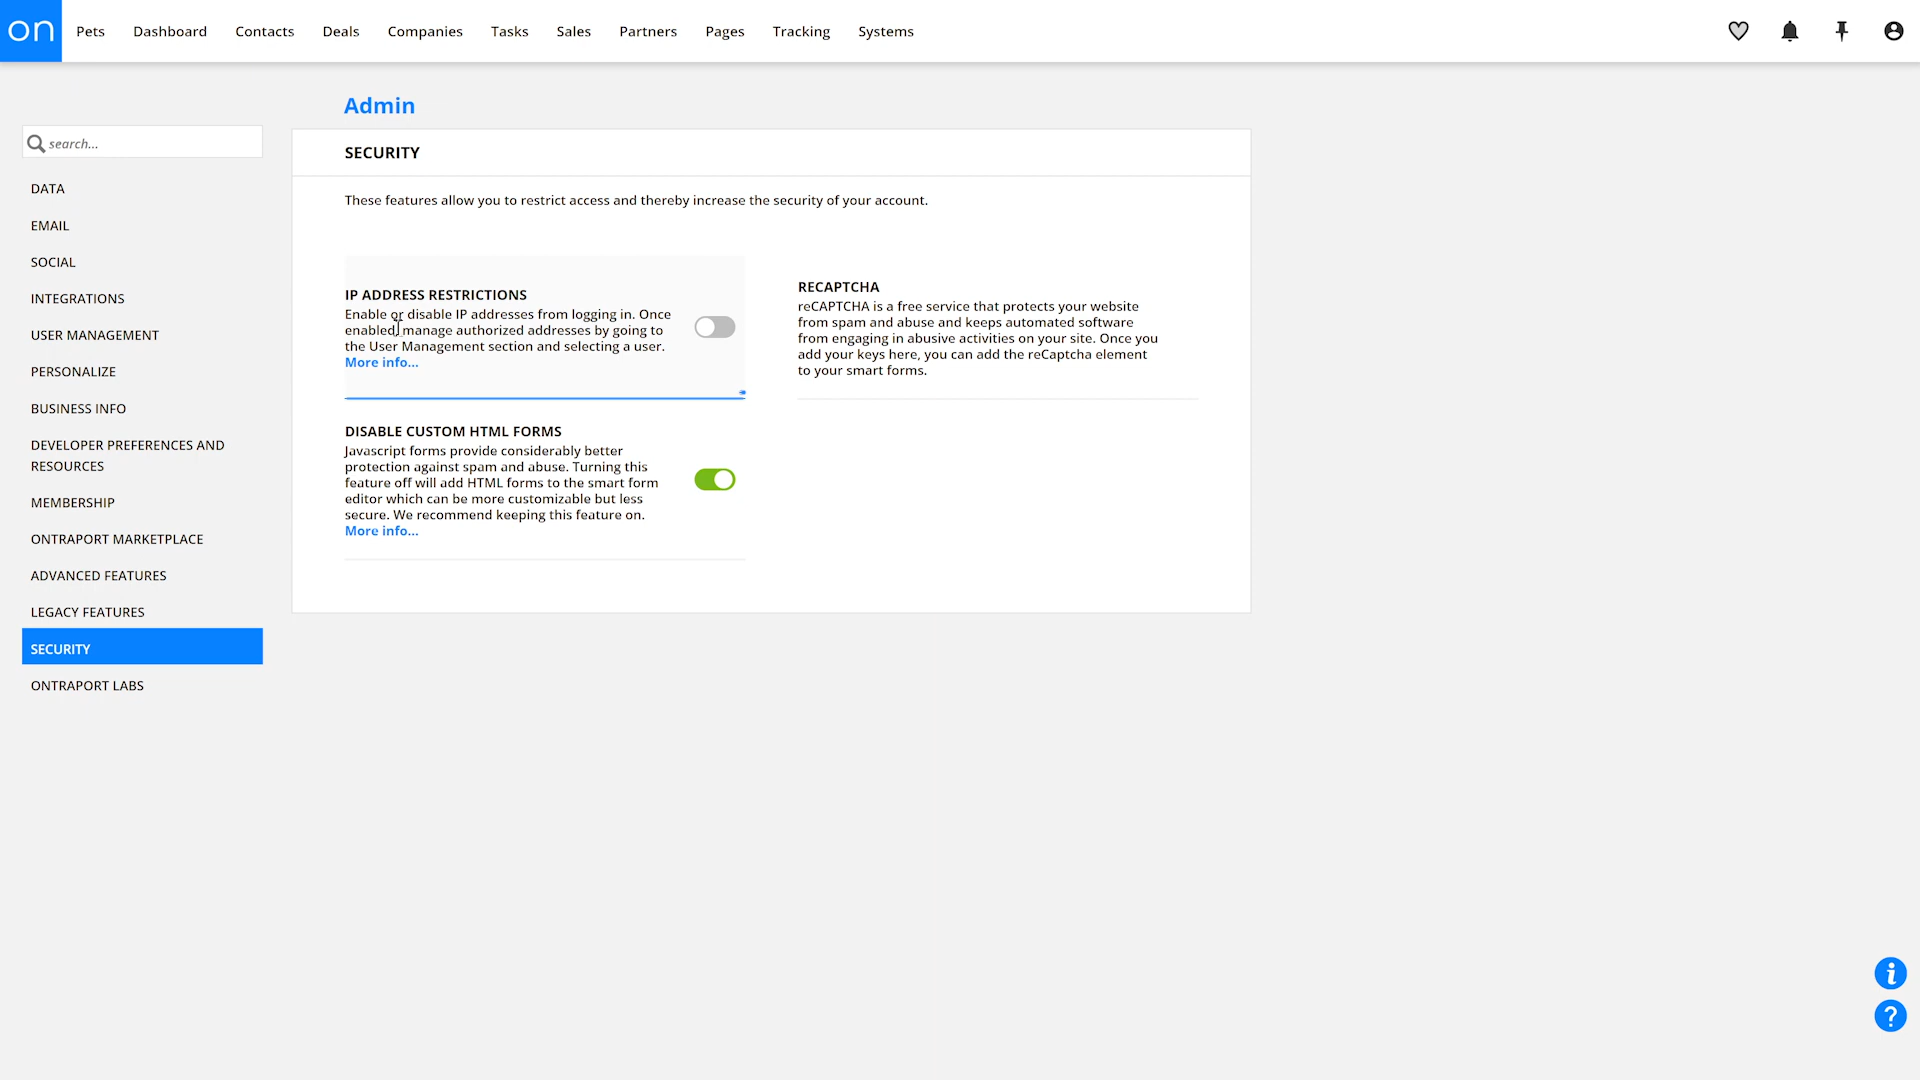 on Pets Dashboard Contacts Deals Companies Tasks Sales Partners Pages Tracking Systems
Admin
search...
DATA
EMAIL
SOCIAL
INTEGRATIONS
USER MANAGEMENT
PERSONALIZE
BUSINESS INFO
DEVELOPER PREFERENCES AND
RESOURCES
MEMBERSHIP
ONTRAPORT MARKETPLACE
ADVANCED FEATURES
LEGACY FEATURES
SECURITY
ONTRAPORT LABS
SECURITY
These features allow you to restrict access and thereby increase the security of your account.
IP ADDRESS RESTRICTIONS
Enable or disable IP addresses from logging in. Once
enabled, manage authorized addresses by going to
the User Management section and selecting a user.
More info...
RECAPTCHA
reCAPTCHA is a free service that protects your website
from spam and abuse and keeps automated software
from engaging in abusive activities on your site. Once you
add your keys here, you can add the reCaptcha element
to your smart forms.
DISABLE CUSTOM HTML FORMS
Javascript forms provide considerably better
protection against spam and abuse. Turning this
feature off will add HTML forms to the smart form
editor which can be more customizable but less
secure. We recommend keeping this feature on.
More info...
i
?